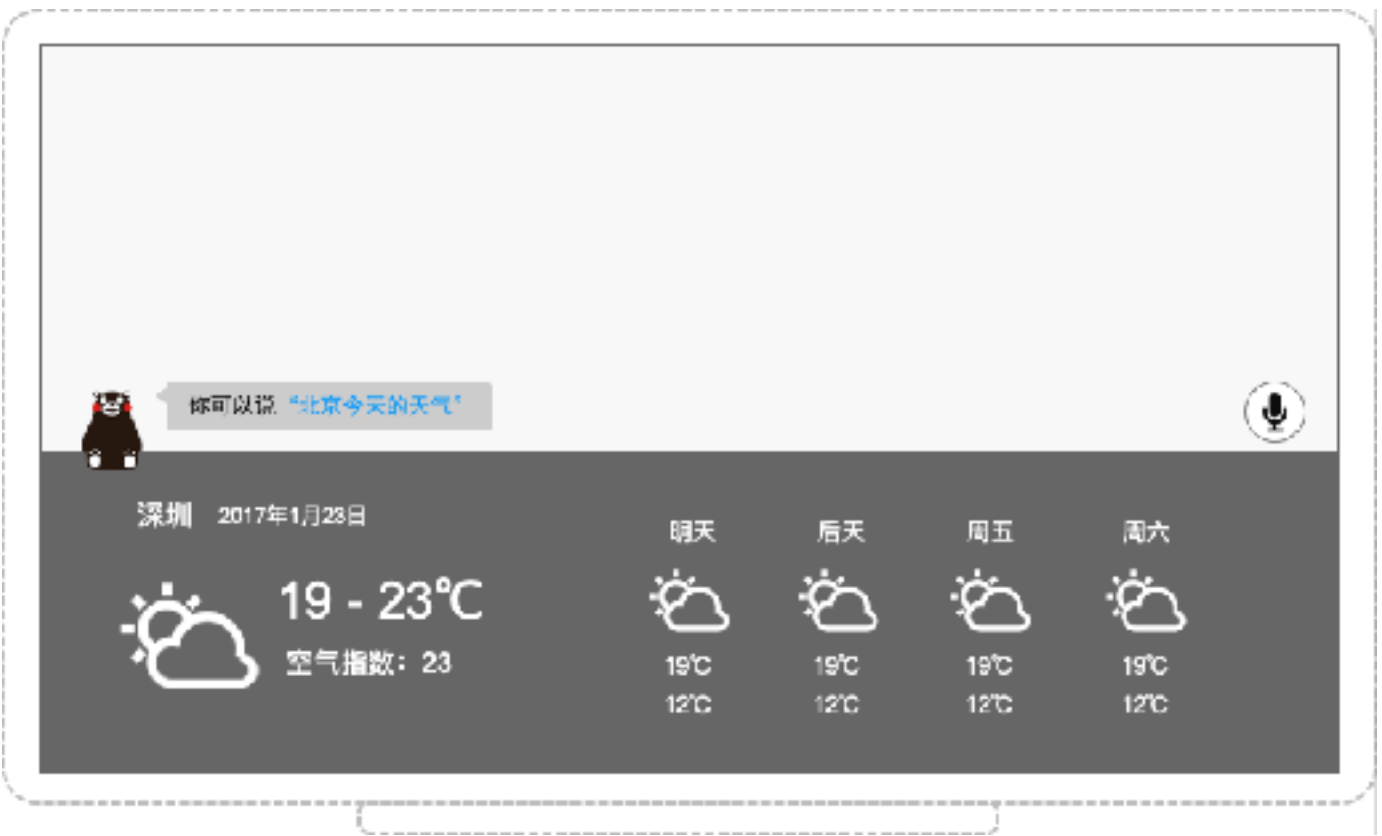 你可以说 “北京今天的天气”
深圳 2017年1月23日
19 - 23℃
空气指数：23
明天 后天 周五 周六
19℃ 19℃ 19℃ 19℃
12℃ 12℃ 12℃ 12℃